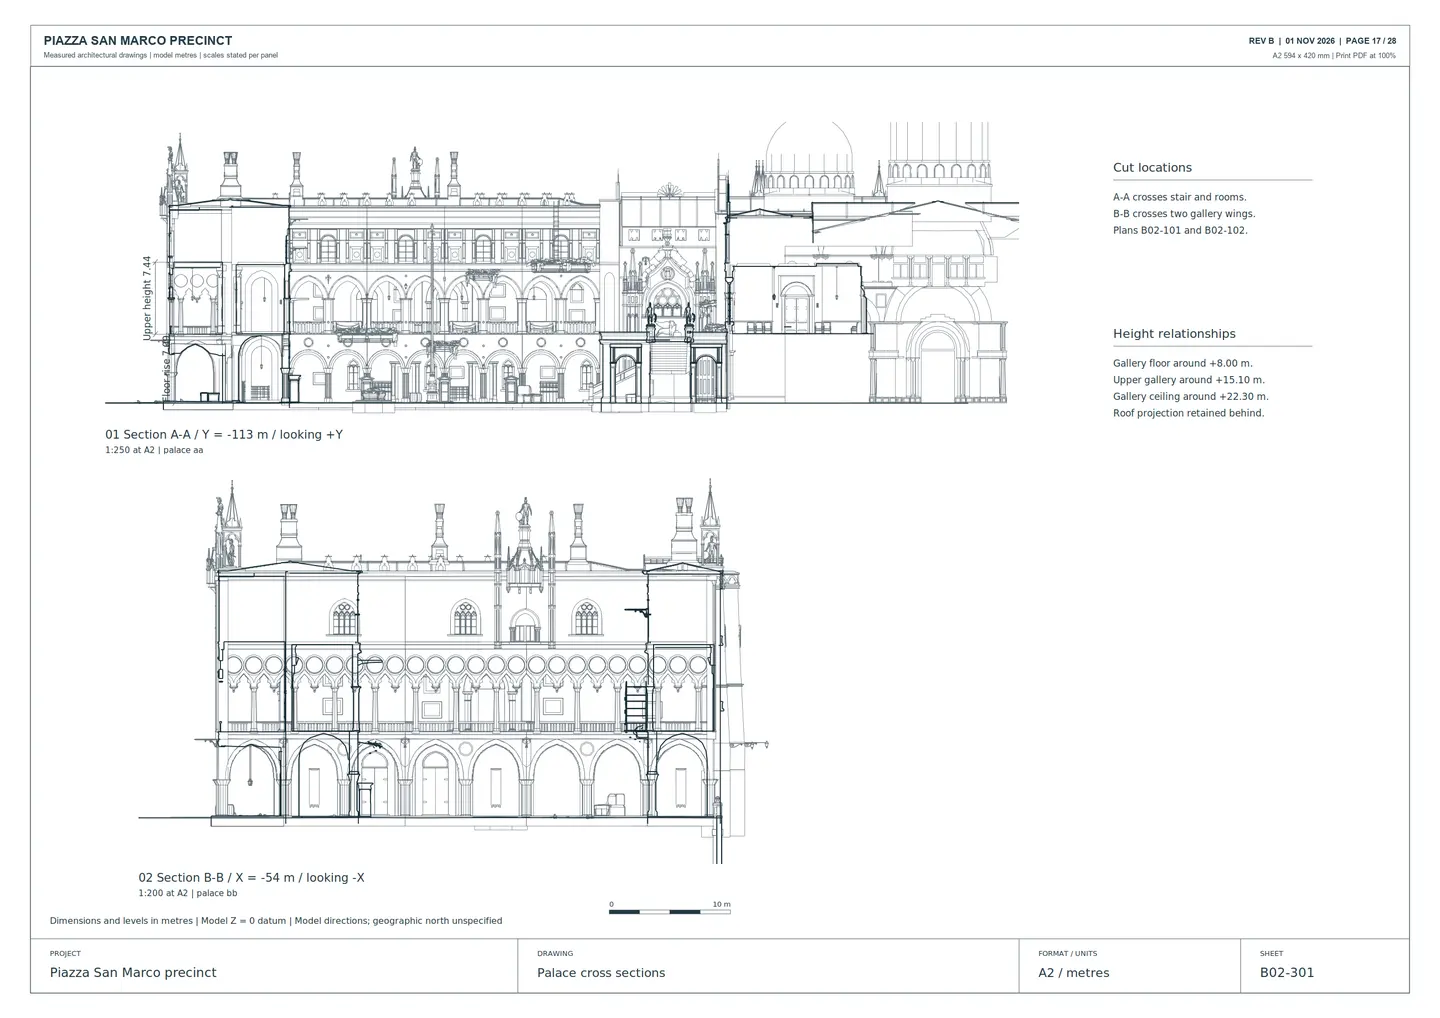 PIAZZA SAN MARCO PRECINCT
Measured architectural drawings | model metres | scales stated per panel
REV B | 01 NOV 2026 | PAGE 17 / 28
A2 594 x 420 mm | Print PDF at 100%
Cut locations
A-A crosses stair and rooms.
B-B crosses two gallery wings.
Plans B02-101 and B02-102.
Height relationships
Gallery floor around +8.00 m.
Upper gallery around +15.10 m.
Gallery ceiling around +22.30 m.
Roof projection retained behind.
Upper height 7.44
Floor rise
01 Section A-A / Y = -113 m / looking +Y
1:250 at A2 | palace aa
02 Section B-B / X = -54 m / looking -X
1:200 at A2 | palace bb
0 10 m
Dimensions and levels in metres | Model Z = 0 datum | Model directions; geographic north unspecified
PROJECT
Piazza San Marco precinct
DRAWING
Palace cross sections
FORMAT / UNITS
A2 / metres
SHEET
B02-301